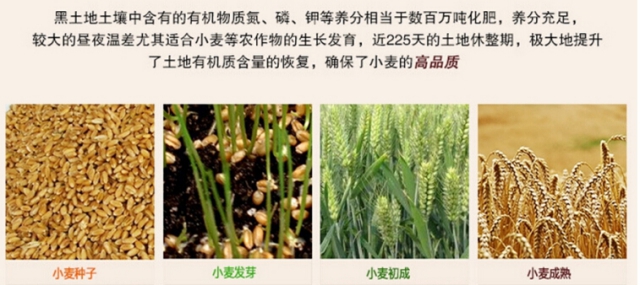 黑土地土壤中含有的有机物质氮、磷、钾等养分相当于数百万吨化肥，养分充足，
较大的昼夜温差尤其适合小麦等农作物的生长发育，近225天的土地休整期，极大地提升
了土地有机质含量的恢复，确保了小麦的高品质
小麦种子
小麦发芽
小麦初成
小麦成熟